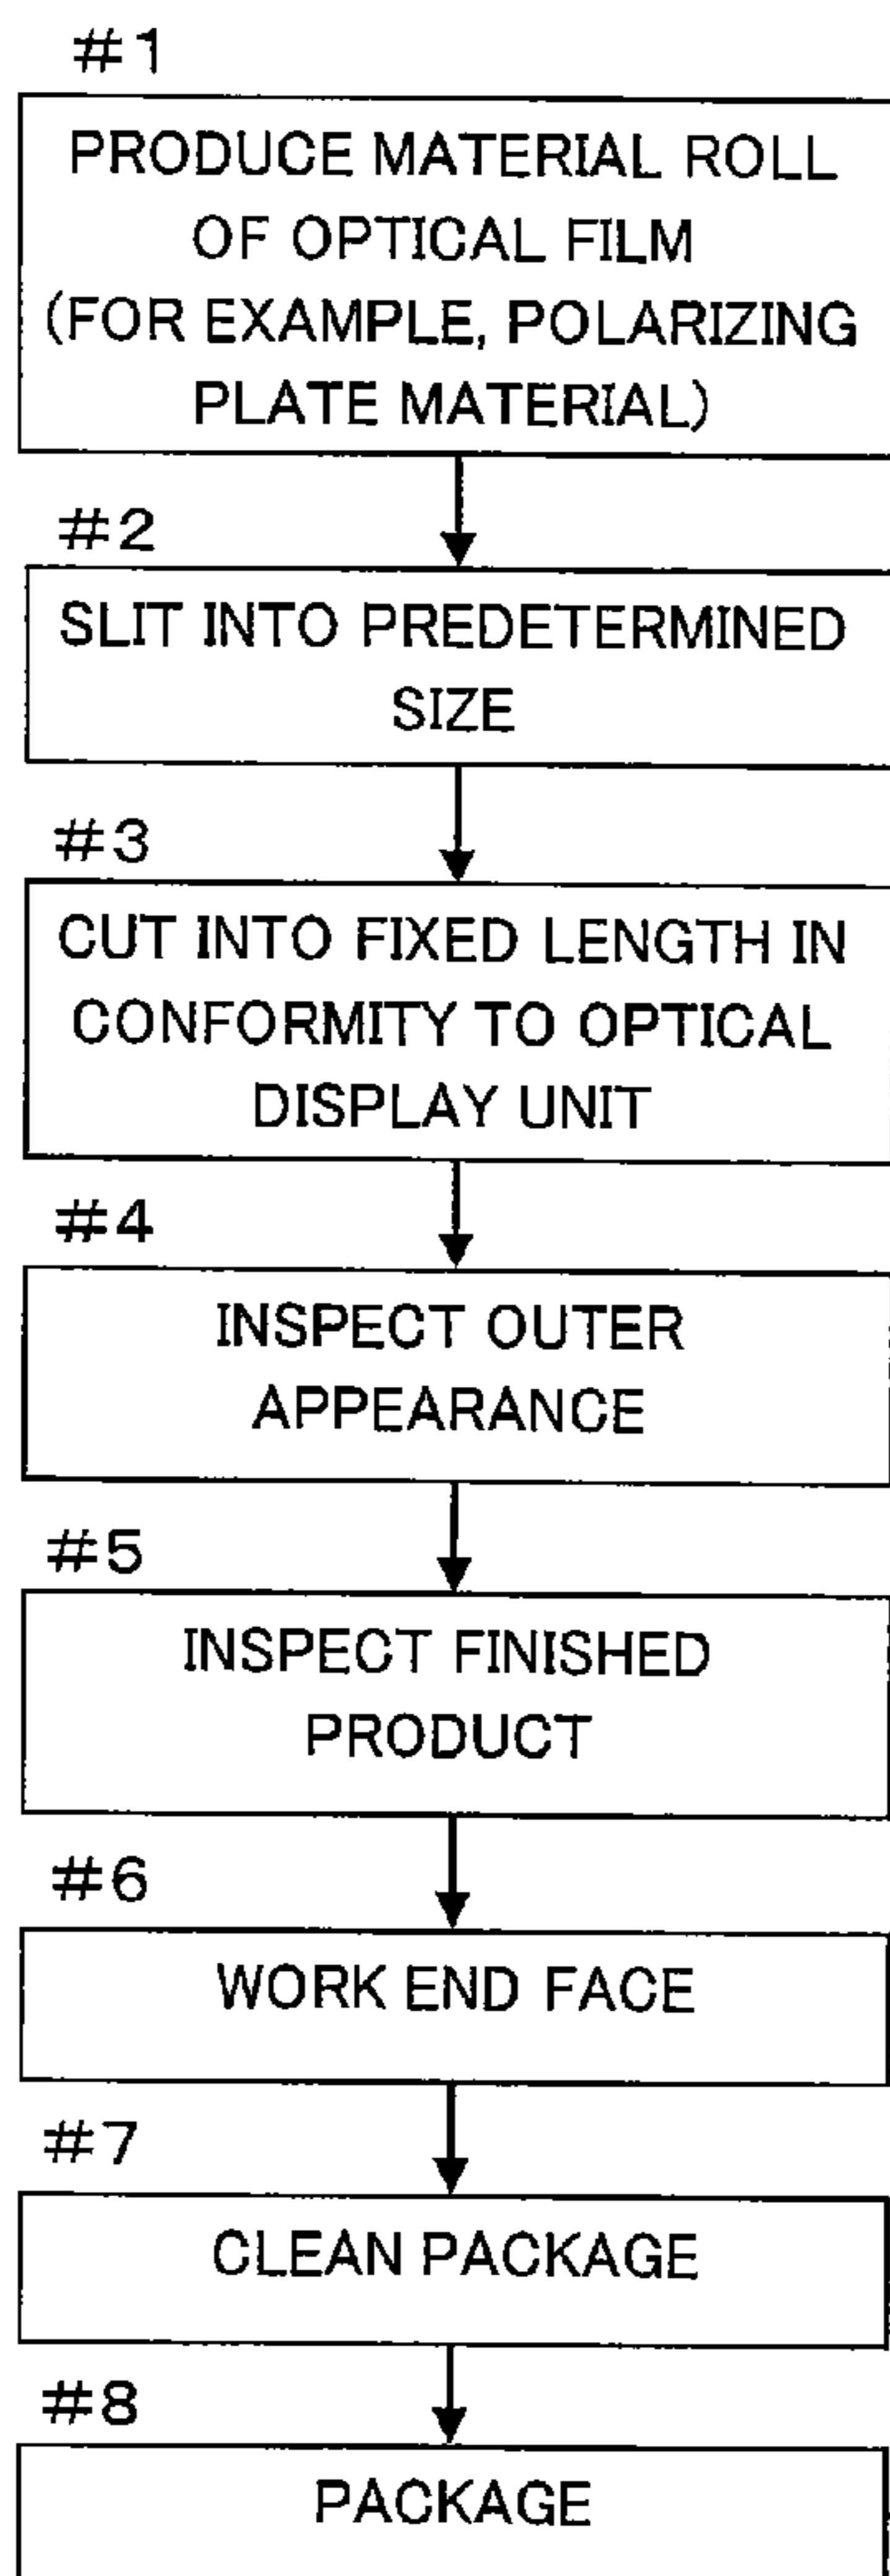 #1
PRODUCE MATERIAL ROLL
OF OPTICAL FILM
(FOR EXAMPLE, POLARIZING
PLATE MATERIAL)
#2
SLIT INTO PREDETERMINED
SIZE
#3
CUT INTO FIXED LENGTH IN
CONFORMITY TO OPTICAL
DISPLAY UNIT
#4
INSPECT OUTER
APPEARANCE
#5
INSPECT FINISHED
PRODUCT
#6
WORK END FACE
#7
CLEAN PACKAGE
#8
PACKAGE